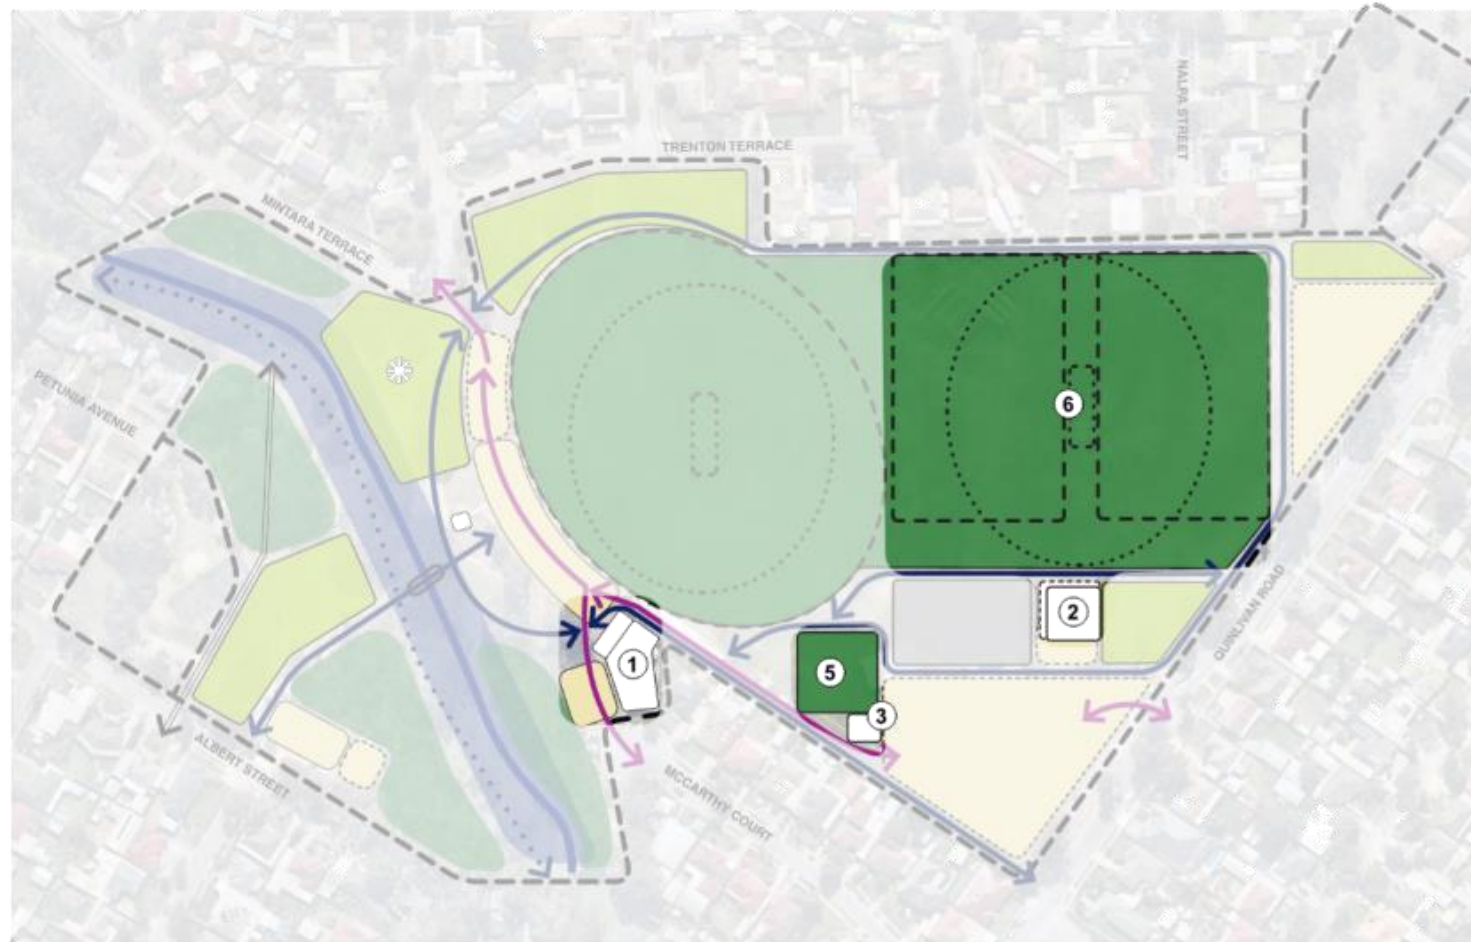 NALPA STREET
TRENTON TERRACE
MINTARA TERRACE
PETUNIA AVENUE
6
2
QUINLIVAN ROAD
1
5
3
ALBERT STREET
MCCARTHY COURT